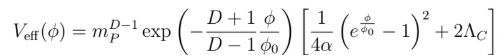 V_{\text{eff}}(\phi) = m_P^{D-1} \exp\left(-\frac{D+1}{D-1}\frac{\phi}{\phi_0}\right) \left[\frac{1}{4\alpha}\left(e^{\frac{\phi}{\phi_0}} - 1\right)^2 + 2\Lambda_C\right]